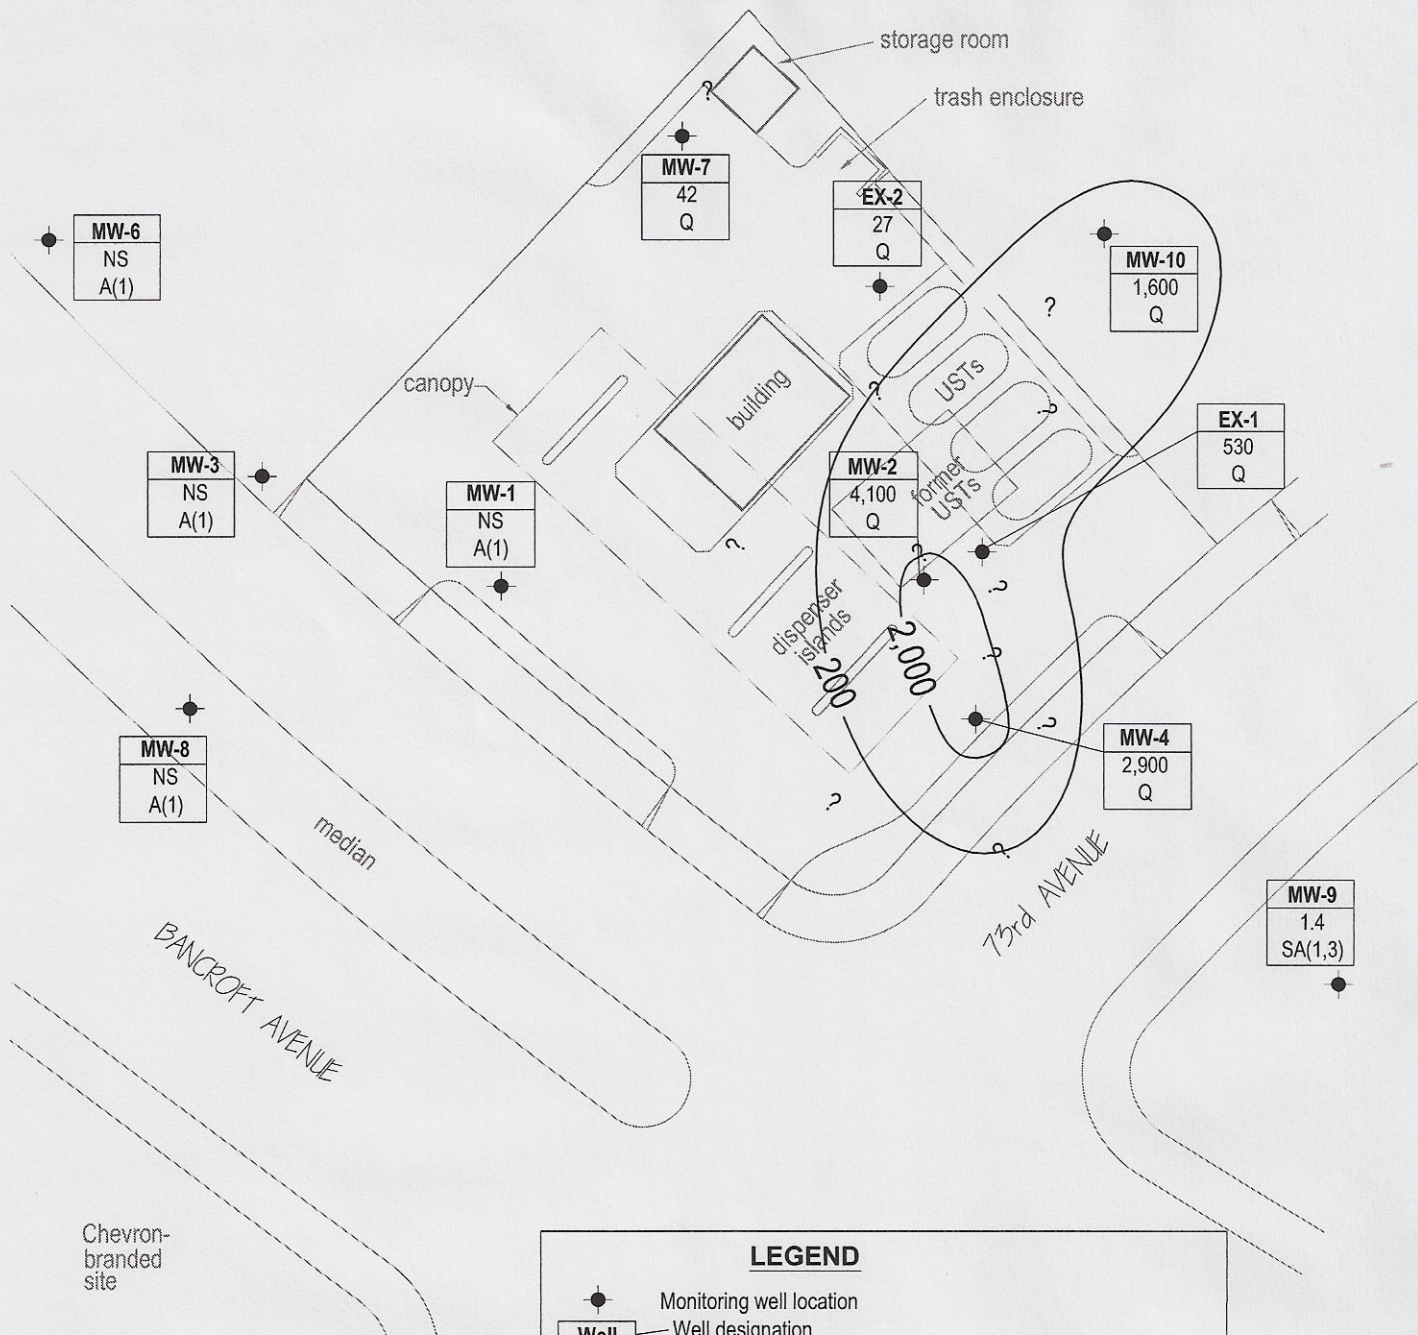 storage room
trash enclosure
?
MW-7
42
Q
EX-2
27
Q
MW-6
NS
A(1)
MW-10
1,600
Q
?
canopy
building
USTs
?
?
EX-1
530
Q
MW-3
NS
A(1)
MW-1
NS
A(1)
MW-2
4,100
Q
former
USTs
?
?
?
dispenser
islands
2,000
200
?
?
MW-4
2,900
Q
MW-8
NS
A(1)
?
median
?
73rd AVENUE
MW-9
1.4
SA(1,3)
BANCROFT AVENUE
Chevron-
branded
site
LEGEND
Monitoring well location
Well
Well designation